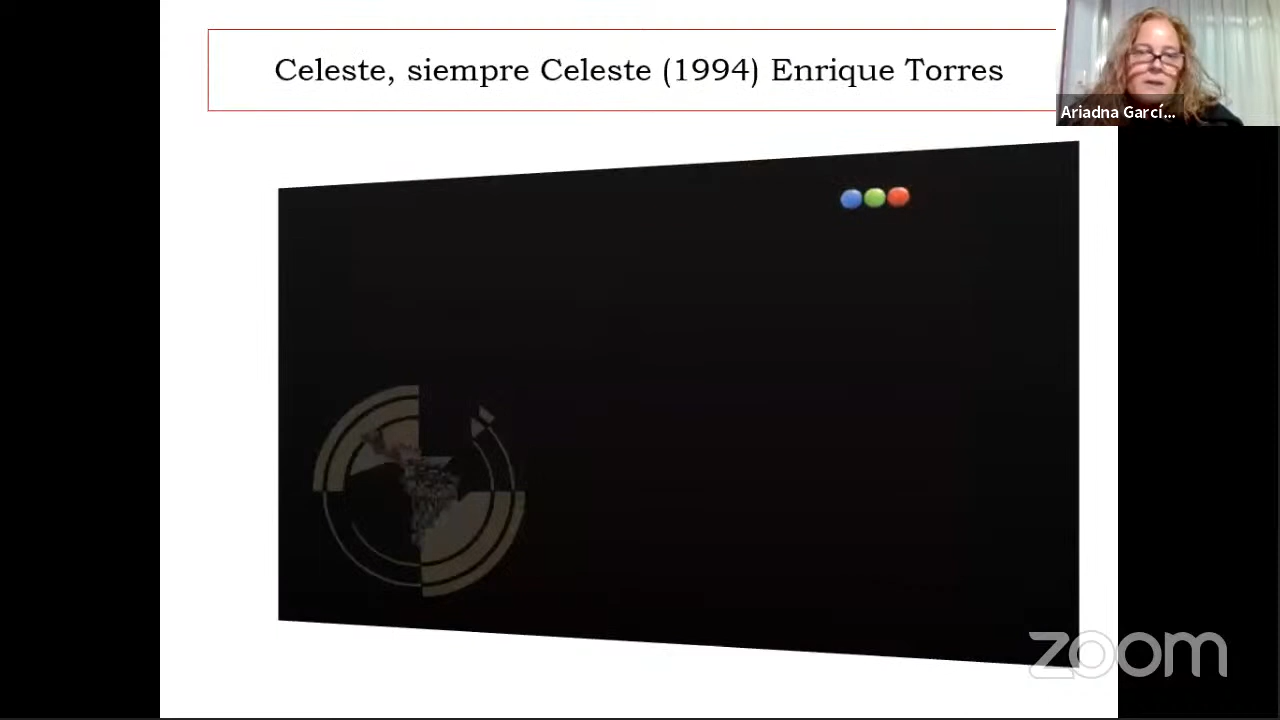 Celeste, siempre Celeste (1994) Enrique Torres
Ariadna Garcí...
zoom